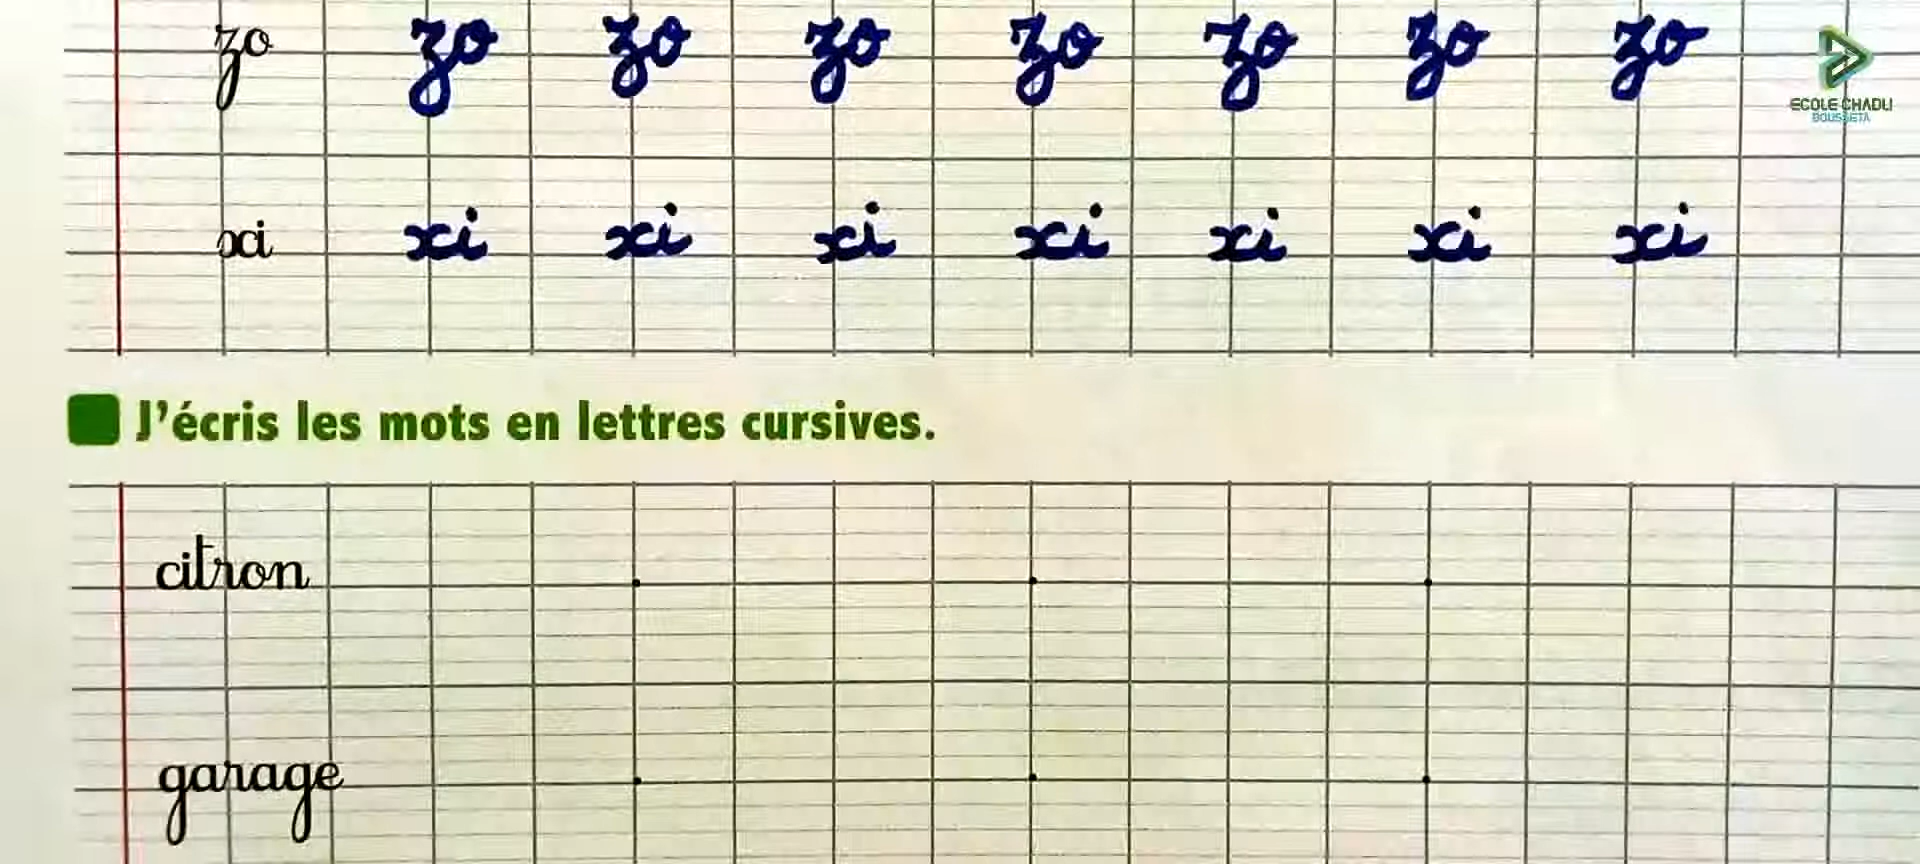 zo zo zo zo zo zo zo zo
ECOLE CHADLI
BOUSSETA
xi xi xi xi xi xi xi xi
J'écris les mots en lettres cursives.
citron
garage